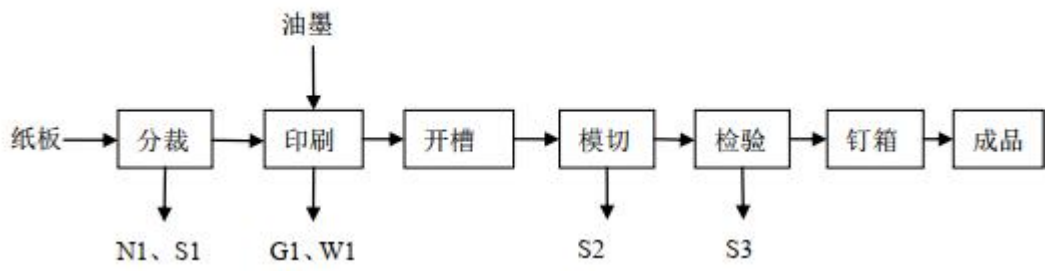 油墨
纸板 分裁 印刷 开槽 模切 检验 钉箱 成品
N1、S1 G1、W1 S2 S3